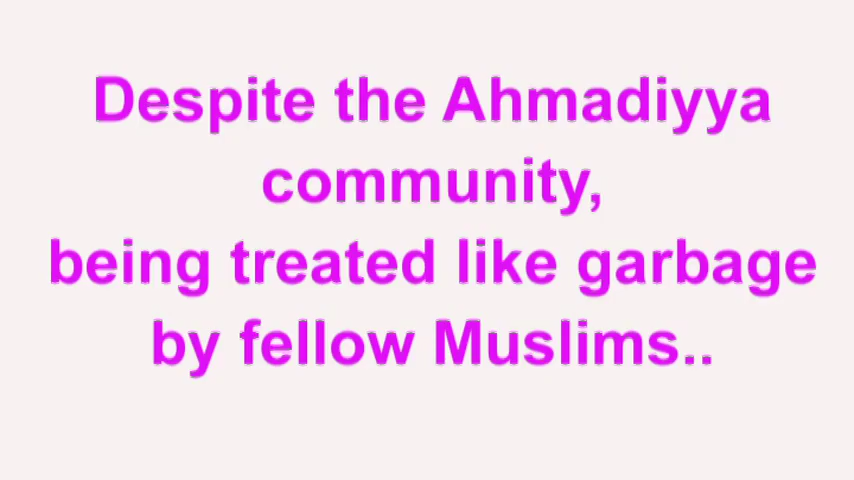 Despite the Ahmadiyya
community,
being treated like garbage
by fellow Muslims..